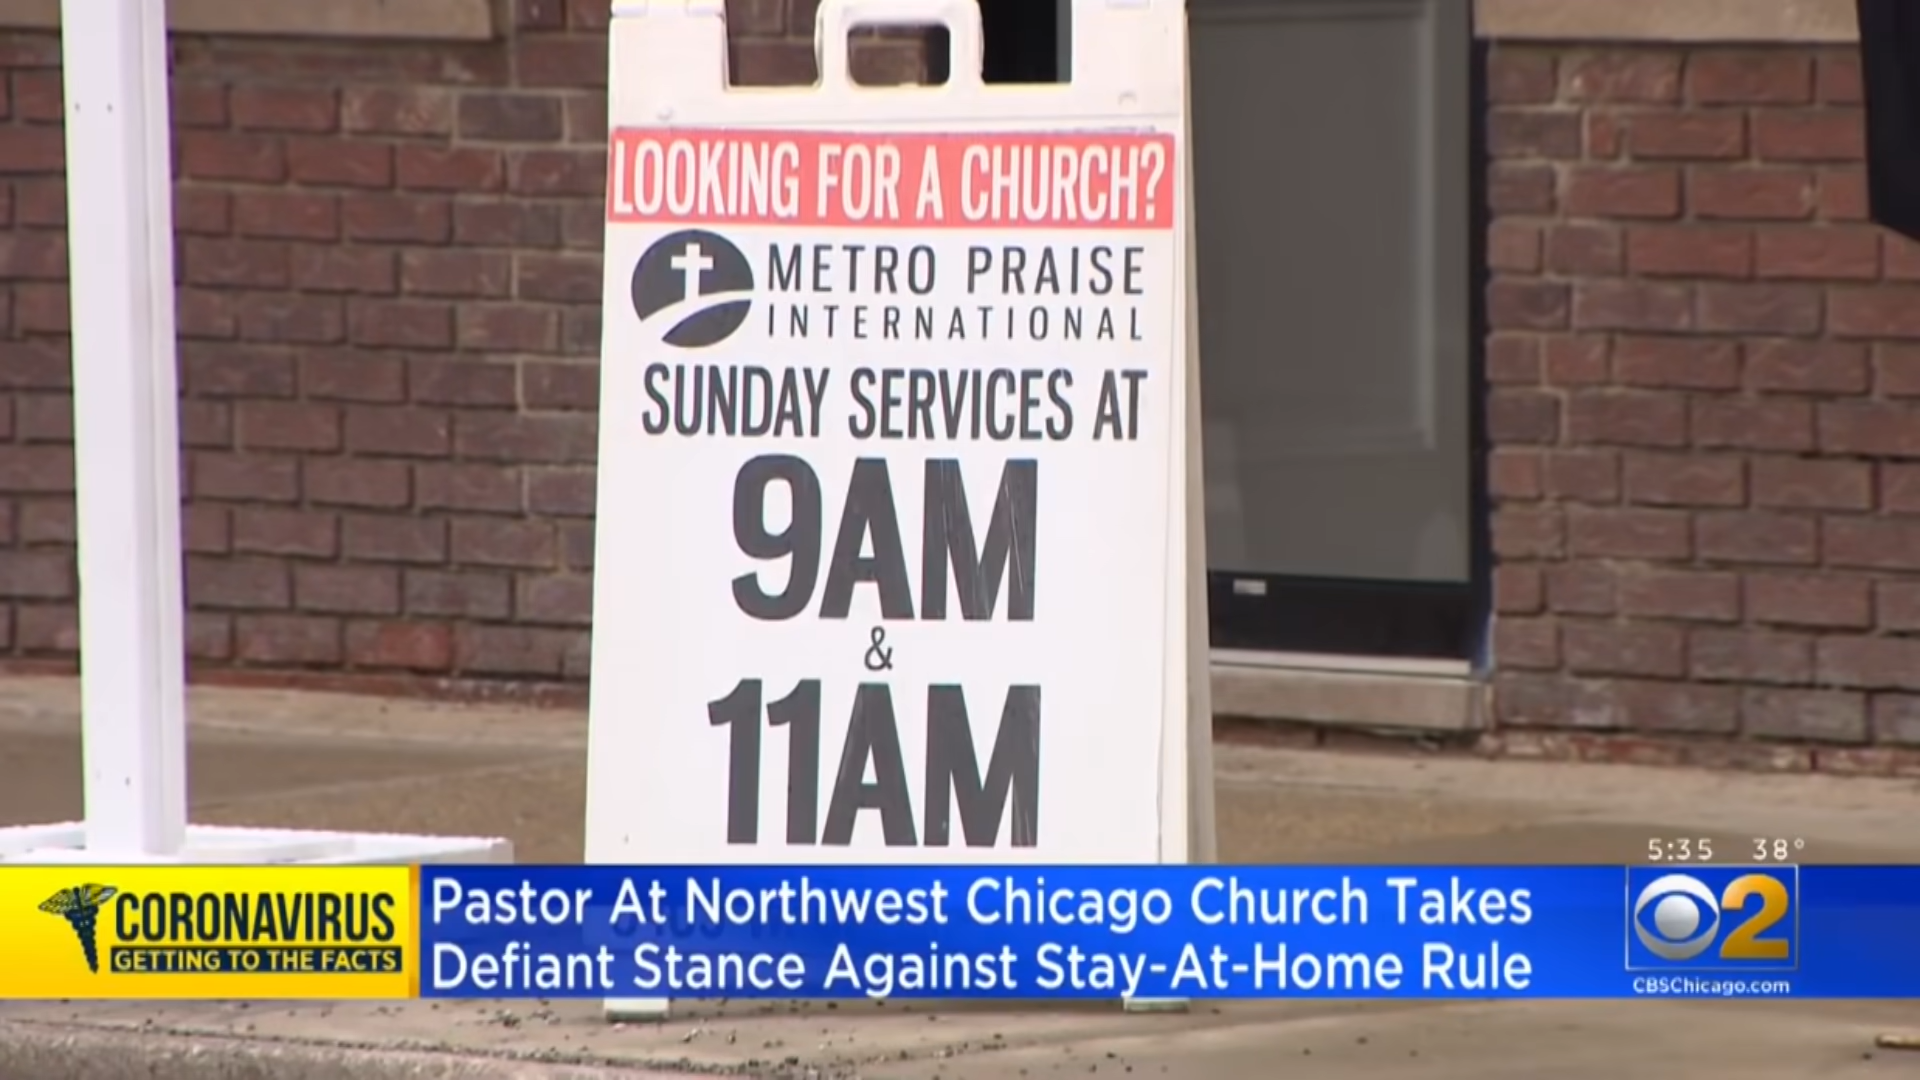 LOOKING FOR A CHURCH?
METRO PRAISE
INTERNATIONAL
SUNDAY SERVICES AT
9AM
&
11AM
5:35 38°
CORONAVIRUS
GETTING TO THE FACTS
Pastor At Northwest Chicago Church Takes
Defiant Stance Against Stay-At-Home Rule
2
CBSChicago.com